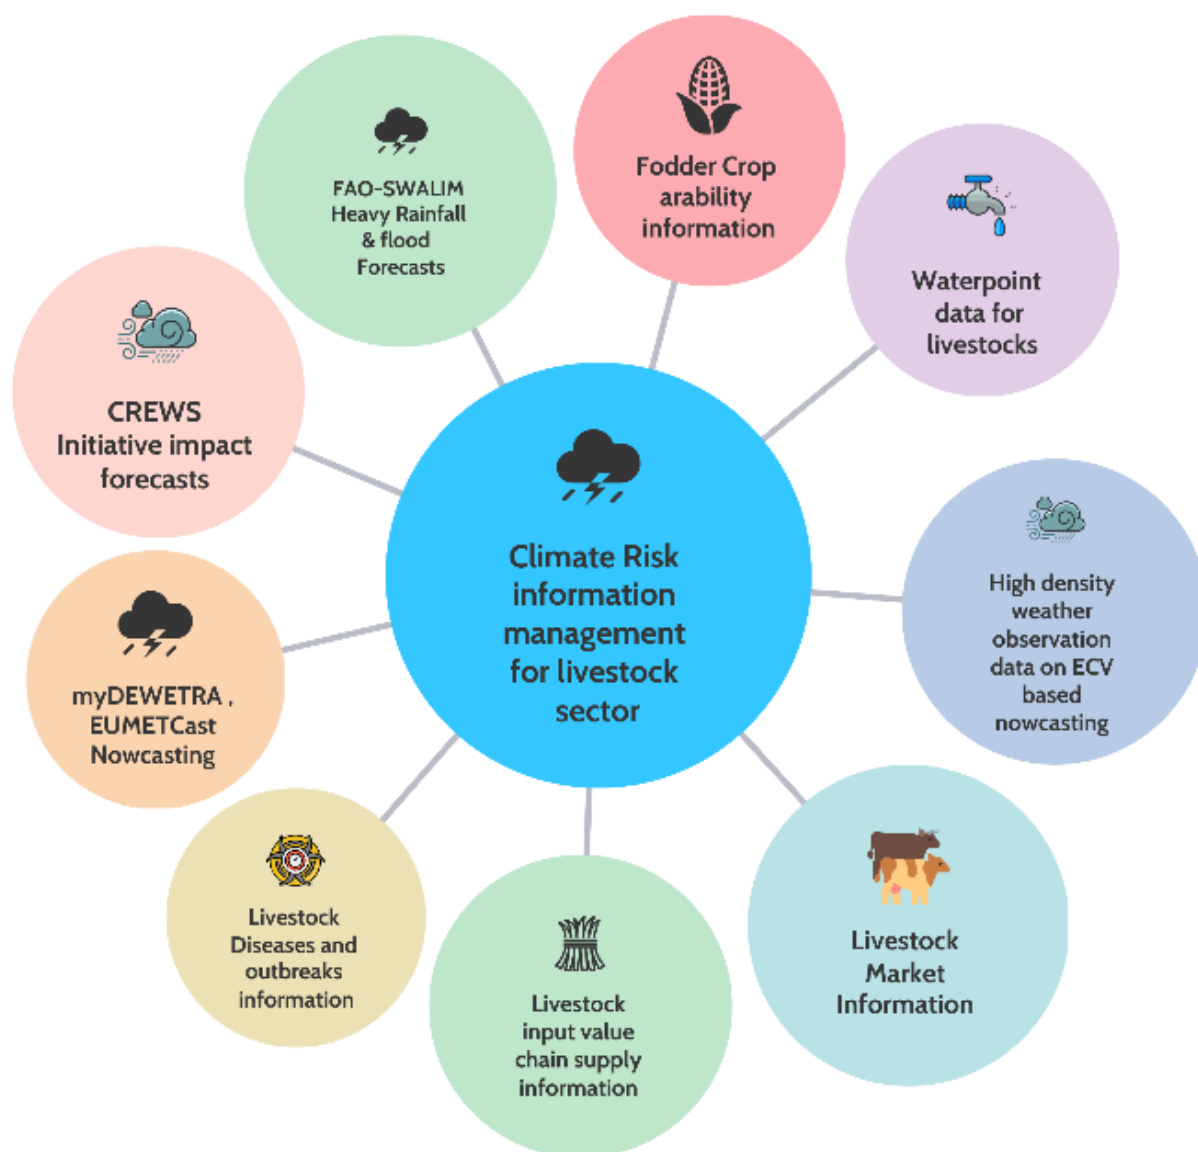 FAO-SWALIM
Heavy Rainfall
& flood
Forecasts
Fodder Crop
arability
information
Waterpoint
data for
livestocks
CREWS
Initiative impact
forecasts
Climate Risk
information
management
for livestock
sector
High density
weather
observation
data on ECV
based
nowcasting
myDEWETRA ,
EUMETCast
Nowcasting
Livestock
Diseases and
outbreaks
information
Livestock
input value
chain supply
information
Livestock
Market
Information